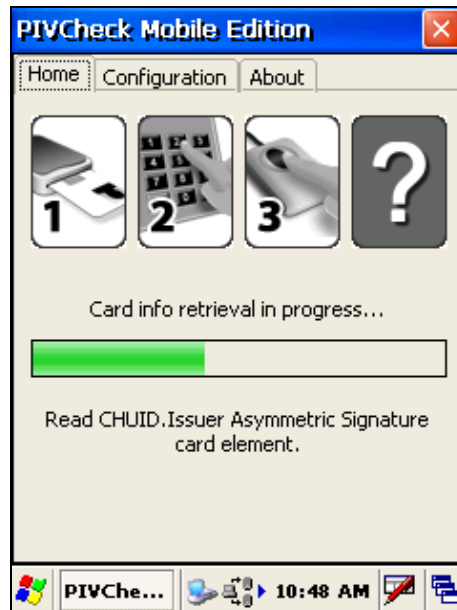 PIVCheck Mobile Edition
Home Configuration About
1 2 3 ?
Card info retrieval in progress...
Read CHUID.Issuer Asymmetric Signature
card element.
PIVChe... 10:48 AM